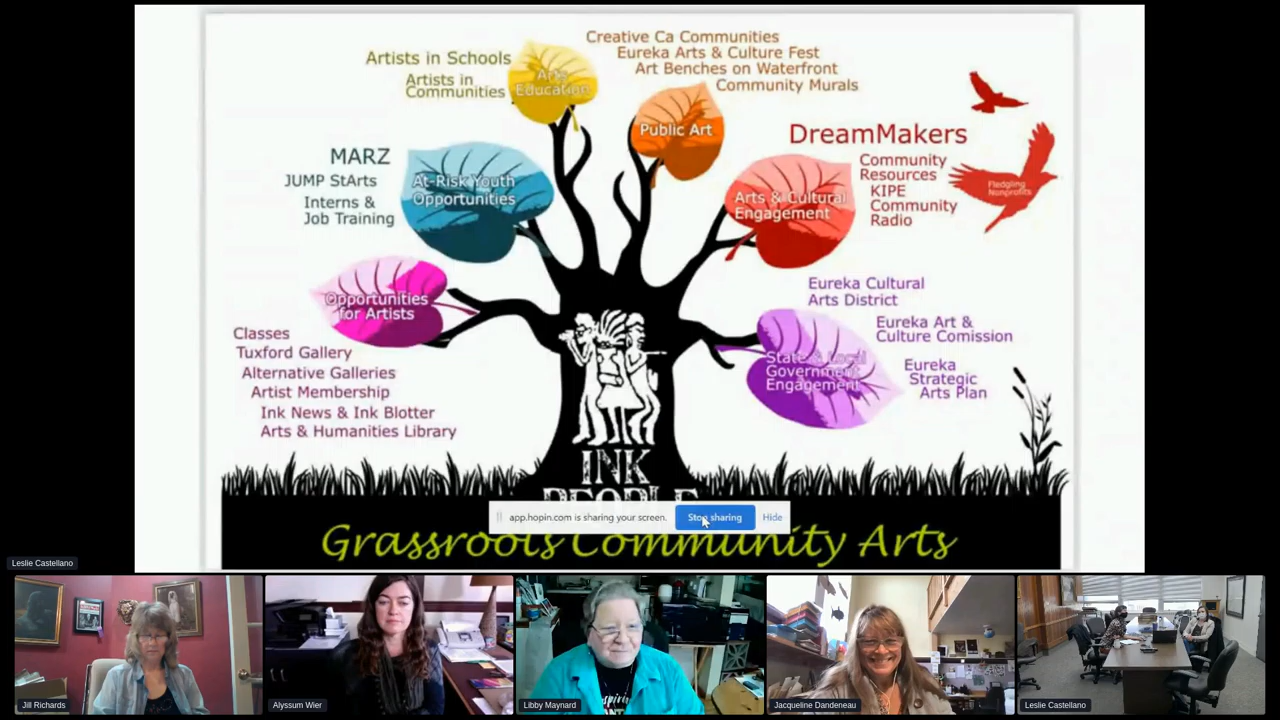 Creative Ca Communities
Eureka Arts & Culture Fest
Art Benches on Waterfront
Community Murals
Artists in Schools
Artists in
Communities
Arts
Education
Public Art
DreamMakers
Community
Resources
KIPE
Community
Radio
Fledgling
Nonprofits
MARZ
JUMP StArts
Interns &
Job Training
At-Risk Youth
Opportunities
Arts & Cultural
Engagement
Opportunities
for Artists
Eureka Cultural
Arts District
Eureka Art &
Culture Comission
Eureka
Strategic
Arts Plan
State & Local
Government
Engagement
Classes
Tuxford Gallery
Alternative Galleries
Artist Membership
Ink News & Ink Blotter
Arts & Humanities Library
INK
PEOPLE
app.hopin.com is sharing your screen.
Stop sharing
Hide
Grassroots Community Arts
Leslie Castellano
Jill Richards
Alyssum Wier
Libby Maynard
Jacqueline Dandeneau
Leslie Castellano